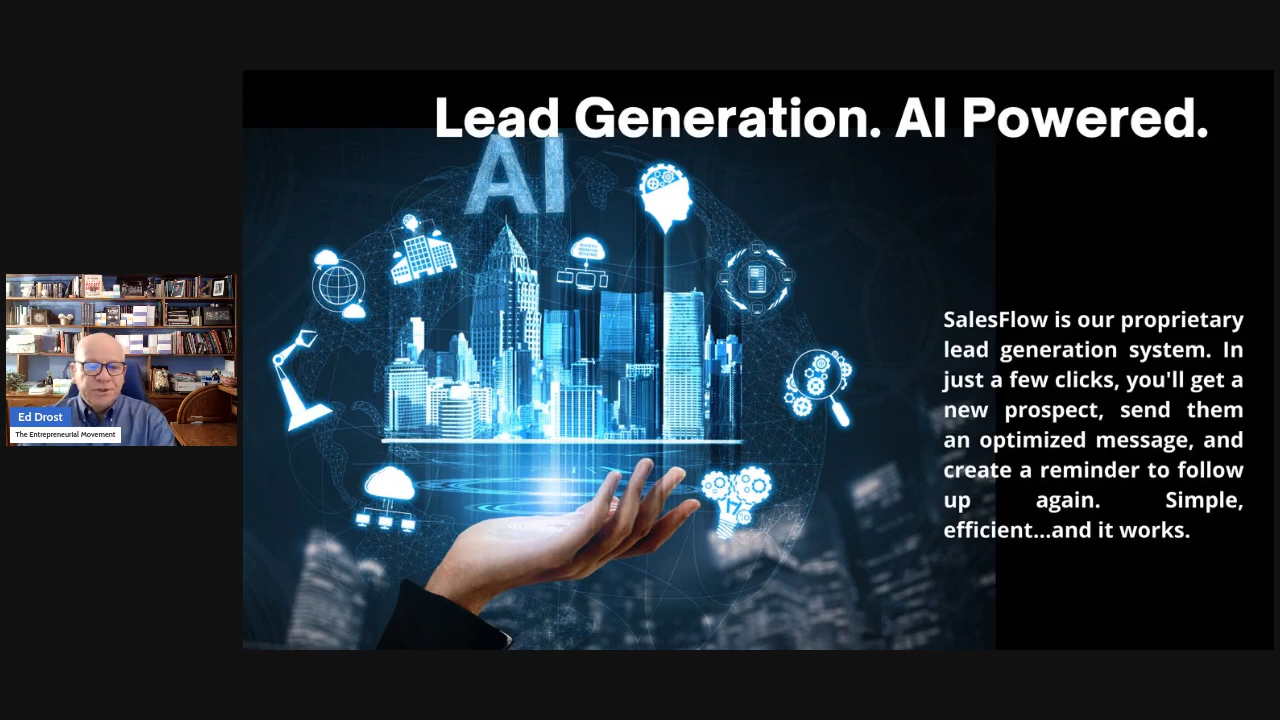 Lead Generation. AI Powered.
AI
SalesFlow is our proprietary
lead generation system. In
just a few clicks, you'll get a
new prospect, send them
an optimized message, and
create a reminder to follow
up again. Simple,
efficient...and it works.
AI
Ed Drost
The Entrepreneurial Movement